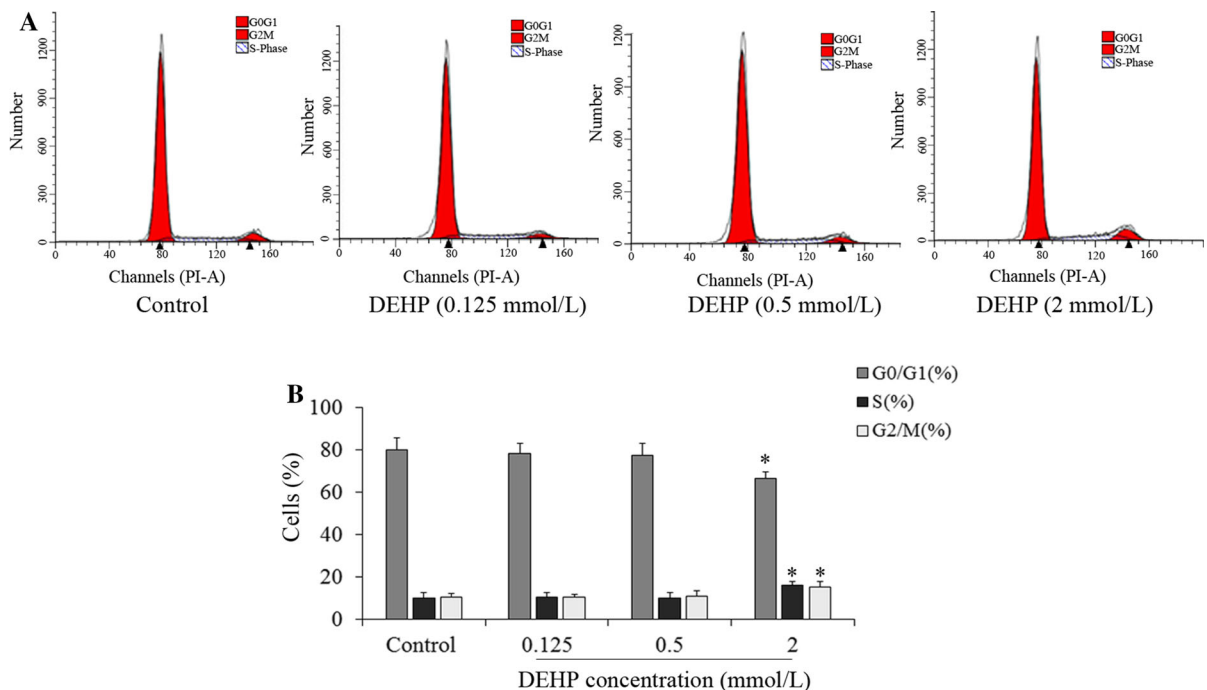 A
G0G1
G2M
S-Phase
Number
1200
900
600
300
0
0 40 80 120 160
Channels (PI-A)
Control
G0G1
G2M
S-Phase
Number
1200
900
600
300
0
0 40 80 120 160
Channels (PI-A)
DEHP (0.125 mmol/L)
G0G1
G2M
S-Phase
Number
1200
900
600
300
0
0 40 80 120 160
Channels (PI-A)
DEHP (0.5 mmol/L)
G0G1
G2M
S-Phase
Number
1200
900
600
300
0
0 40 80 120 160
Channels (PI-A)
DEHP (2 mmol/L)
B
G0/G1(%)
S(%)
G2/M(%)
Cells (%)
100
80
60
40
20
0
*
* *
Control 0.125 0.5 2
DEHP concentration (mmol/L)